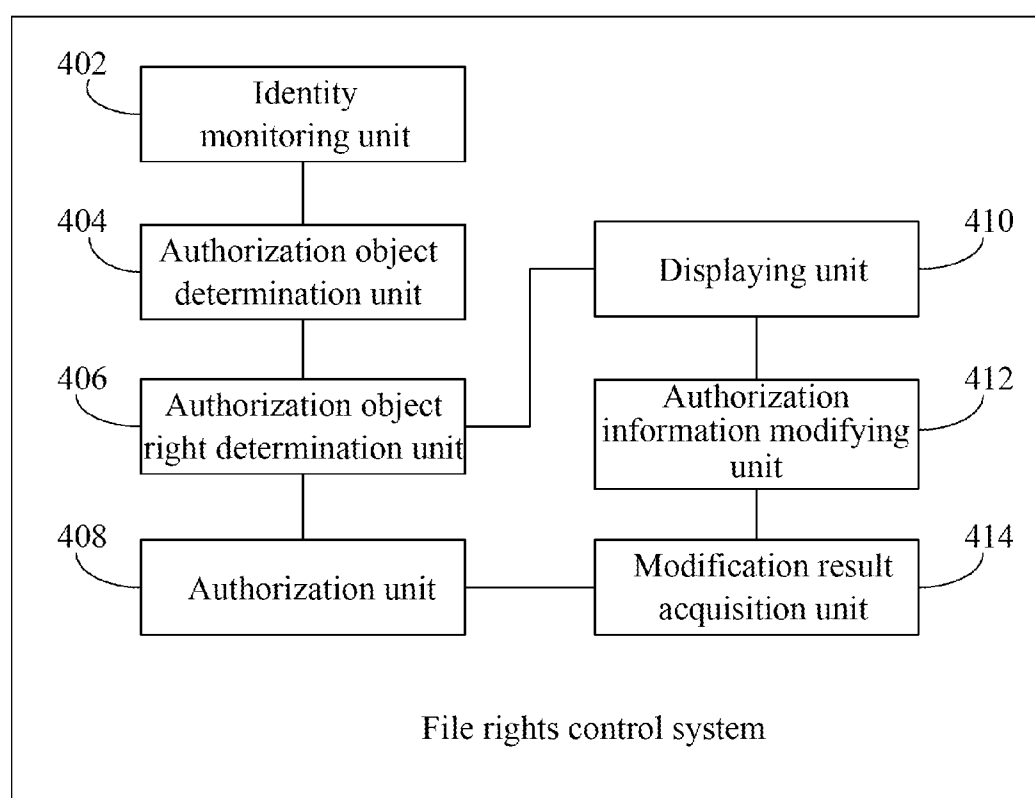 402
Identity
monitoring unit
404
Authorization object
determination unit
406
Authorization object
right determination unit
408
Authorization unit
410
Displaying unit
412
Authorization
information modifying
unit
414
Modification result
acquisition unit
File rights control system